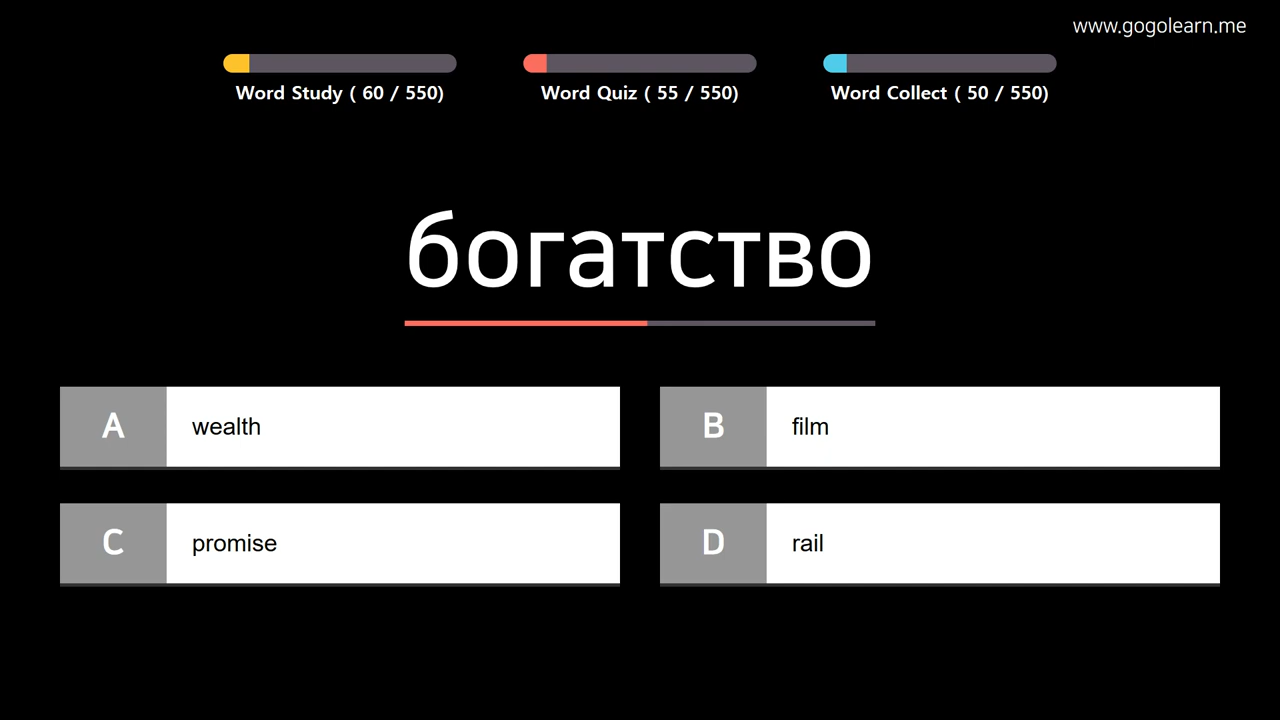 www.gogolearn.me
Word Study ( 60 / 550)
Word Quiz ( 55 / 550)
Word Collect ( 50 / 550)
богатство
A wealth
B film
C promise
D rail